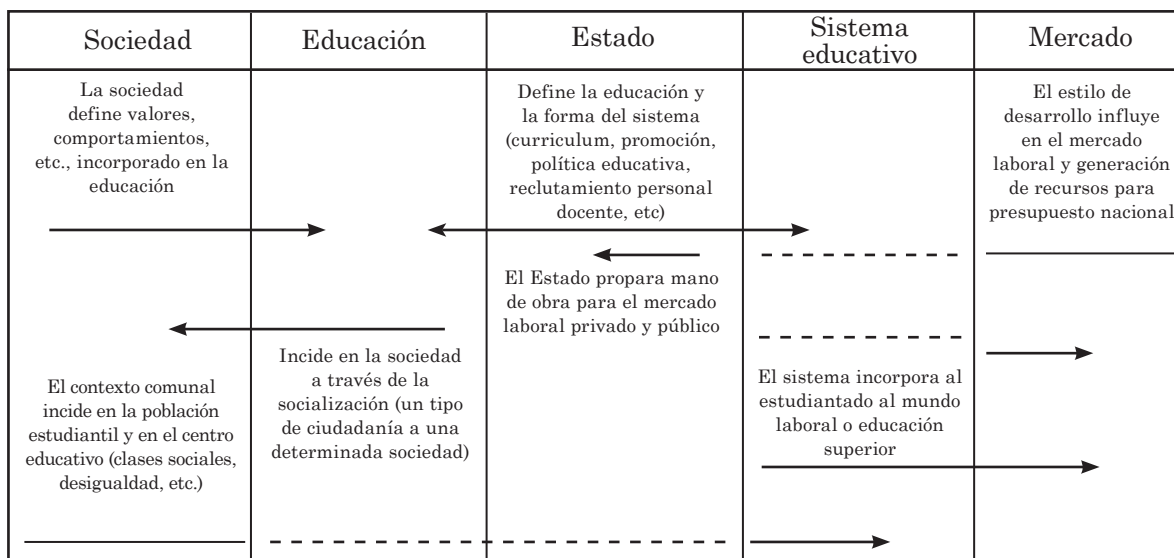 Sociedad
Educación
Estado
Sistema
educativo
Mercado
La sociedad
define valores,
comportamientos,
etc., incorporado en la
educación
Define la educación y
la forma del sistema
(curriculum, promoción,
política educativa,
reclutamiento personal
docente, etc)
El estilo de
desarrollo influye
en el mercado
laboral y generación
de recursos para
presupuesto nacional
El Estado propara mano
de obra para el mercado
laboral privado y público
Incide en la sociedad
a través de la
socialización (un tipo
de ciudadanía a una
determinada sociedad)
El contexto comunal
incide en la población
estudiantil y en el centro
educativo (clases sociales,
desigualdad, etc.)
El sistema incorpora al
estudiantado al mundo
laboral o educación
superior